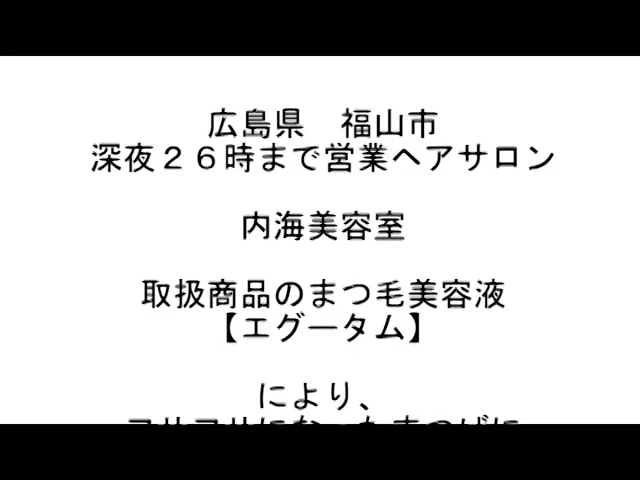 広島県　福山市
深夜２６時まで営業ヘアサロン
内海美容室
取扱商品のまつ毛美容液
【エグータム】
により、